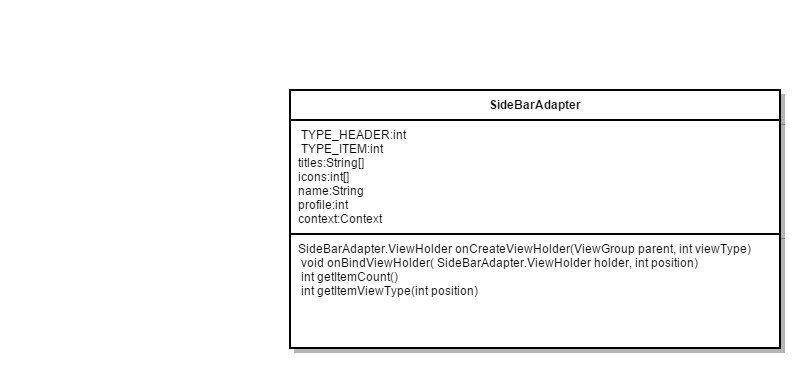 SideBarAdapter
TYPE_HEADER:int
TYPE_ITEM:int
titles:String[]
icons:int[]
name:String
profile:int
context:Context
SideBarAdapter.ViewHolder onCreateViewHolder(ViewGroup parent, int viewType)
void onBindViewHolder( SideBarAdapter.ViewHolder holder, int position)
int getItemCount()
int getItemViewType(int position)